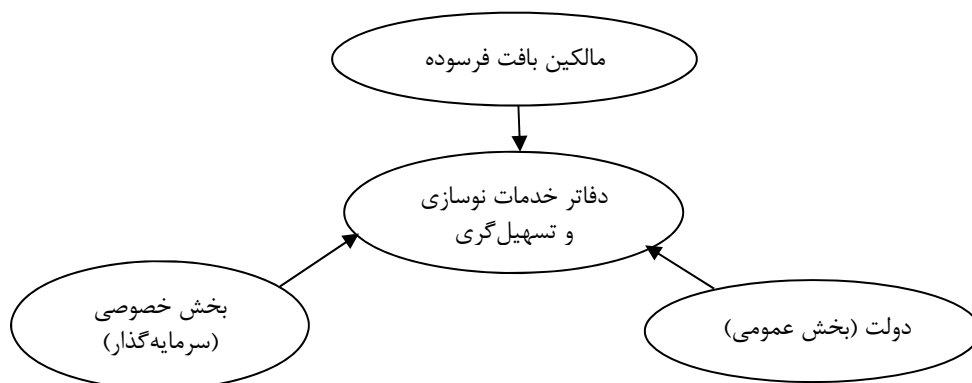 مالکین بافت فرسوده
دفاتر خدمات نوسازی
و تسهیل‌گری
بخش خصوصی
(سرمایه‌گذار)
دولت (بخش عمومی)